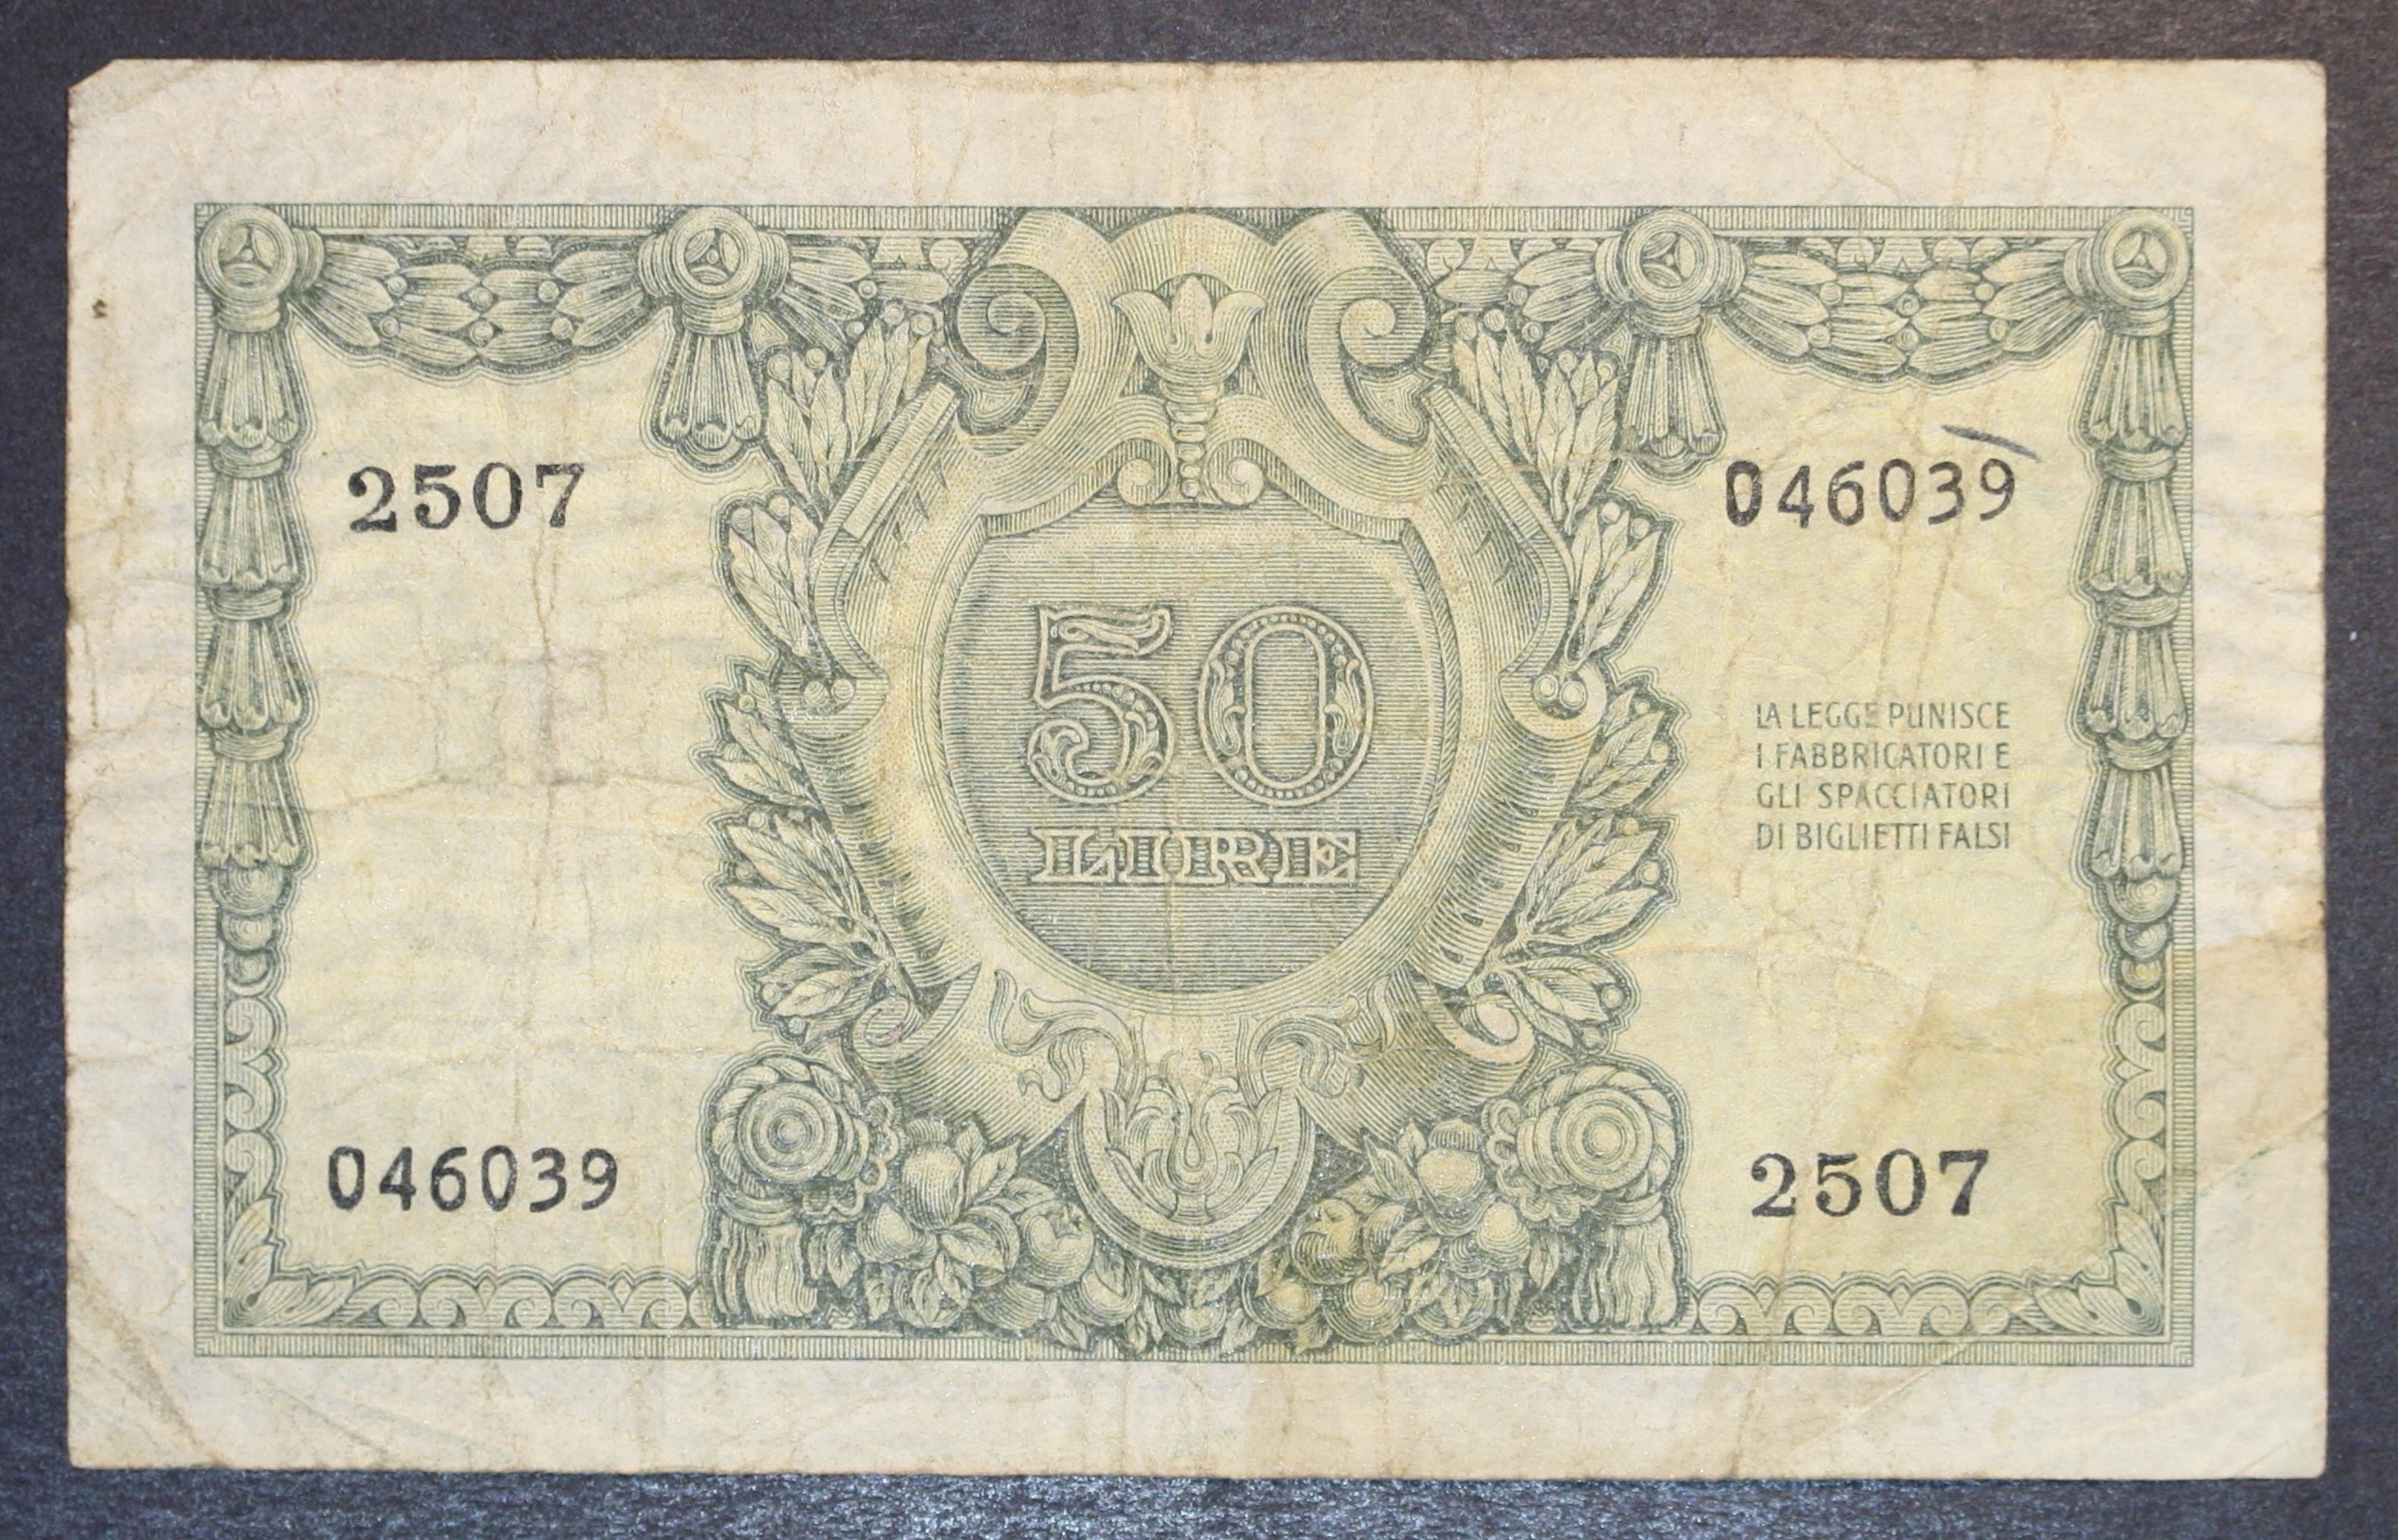 2507
046039
50
LIRE
LA LEGGE PUNISCE
I FABBRICATORI E
GLI SPACCIATORI
DI BIGLIETTI FALSI
046039
2507